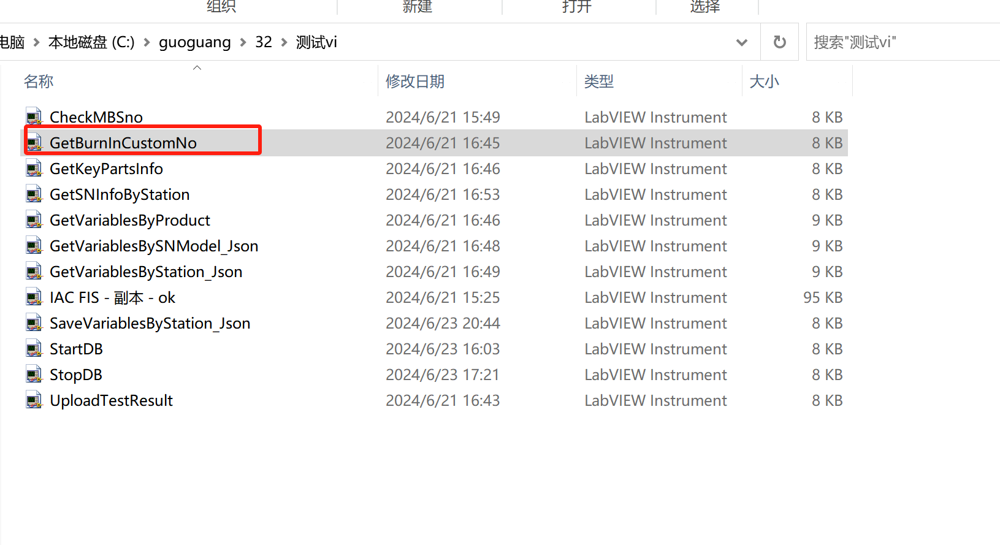 组织 新建 打开 选择
电脑 本地磁盘 (C:) guoguang 32 测试vi 搜索"测试vi"
名称 修改日期 类型 大小
CheckMBSno 2024/6/21 15:49 LabVIEW Instrument 8 KB
GetBurnInCustomNo 2024/6/21 16:45 LabVIEW Instrument 8 KB
GetKeyPartsInfo 2024/6/21 16:46 LabVIEW Instrument 8 KB
GetSNInfoByStation 2024/6/21 16:53 LabVIEW Instrument 8 KB
GetVariablesByProduct 2024/6/21 16:46 LabVIEW Instrument 9 KB
GetVariablesBySNModel_Json 2024/6/21 16:48 LabVIEW Instrument 9 KB
GetVariablesByStation_Json 2024/6/21 16:49 LabVIEW Instrument 9 KB
IAC FIS - 副本 - ok 2024/6/21 15:25 LabVIEW Instrument 95 KB
SaveVariablesByStation_Json 2024/6/23 20:44 LabVIEW Instrument 8 KB
StartDB 2024/6/23 16:03 LabVIEW Instrument 8 KB
StopDB 2024/6/23 17:21 LabVIEW Instrument 8 KB
UploadTestResult 2024/6/21 16:43 LabVIEW Instrument 8 KB